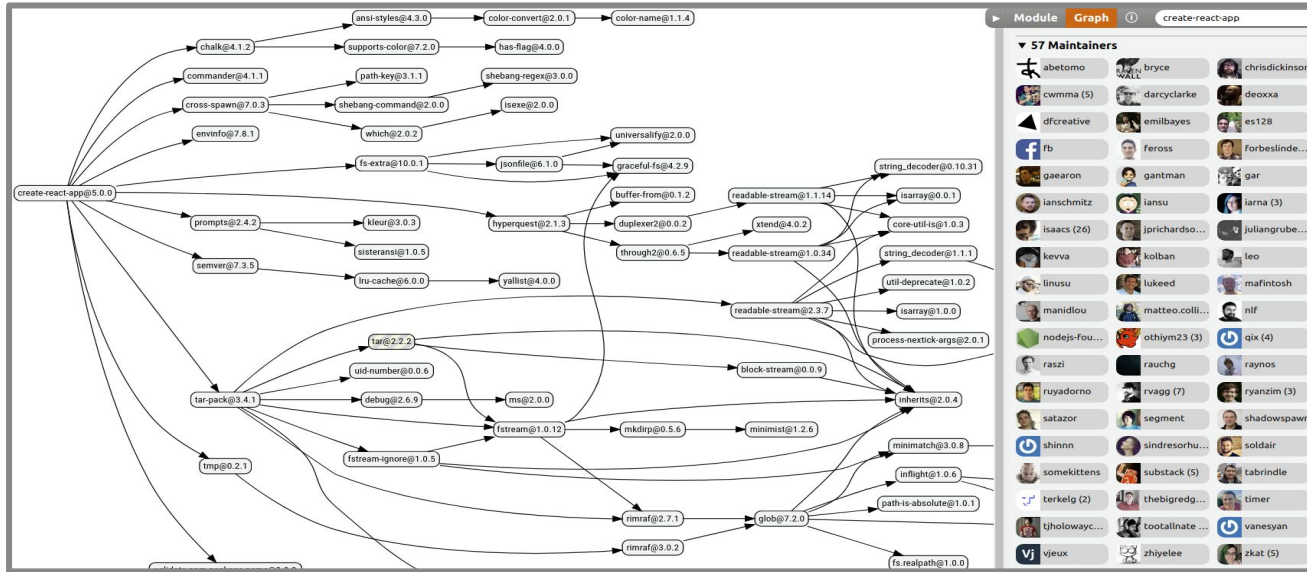 ansi-styles@4.3.0
color-convert@2.0.1
color-name@1.1.4
chalk@4.1.2
supports-color@7.2.0
has-flag@4.0.0
commander@4.1.1
path-key@3.1.1
shebang-regex@3.0.0
cross-spawn@7.0.3
shebang-command@2.0.0
isexe@2.0.0
envinfo@7.8.1
which@2.0.2
universalify@2.0.0
fs-extra@10.0.1
jsonfile@6.1.0
graceful-fs@4.2.9
string_decoder@0.10.31
create-react-app@5.0.0
buffer-from@0.1.2
readable-stream@1.1.14
isarray@0.0.1
prompts@2.4.2
kleur@3.0.3
hyperquest@2.1.3
duplexer2@0.0.2
xtend@4.0.2
core-util-is@1.0.3
sisteransi@1.0.5
through2@0.6.5
readable-stream@1.0.34
string_decoder@1.1.1
semver@7.3.5
lru-cache@6.0.0
yallist@4.0.0
util-deprecate@1.0.2
readable-stream@2.3.7
isarray@1.0.0
tar@2.2.2
process-nextick-args@2.0.1
uid-number@0.0.6
block-stream@0.0.9
tar-pack@3.4.1
debug@2.6.9
ms@2.0.0
inherits@2.0.4
fstream@1.0.12
mkdirp@0.5.6
minimist@1.2.6
fstream-ignore@1.0.5
minimatch@3.0.8
tmp@0.2.1
inflight@1.0.6
path-is-absolute@1.0.1
rimraf@2.7.1
glob@7.2.0
rimraf@3.0.2
fs.realpath@1.0.0
Module Graph create-react-app
57 Maintainers
abetomo bryce chrisdickinson
cwmma (5) darcyclarke deoxxa
dfcreative emilbayes es128
fb feross forbeslinde...
gaearon gantman gar
ianschmitz iansu iarna (3)
isaacs (26) jprichardso... juliangrube...
kevva kolban leo
linusu lukeed mafintosh
manidlou matteo.colli... nlf
nodejs-fou... othiym23 (3) qix (4)
raszi rauchg raynos
ruyadorno rvagg (7) ryanzim (3)
satazor segment shadowspawn
shinnn sindresorhu... soldair
somekittens substack (5) tabrindle
terkelg (2) thebigredg... timer
tjholowayc... tootallnate ... vanesyan
Vj vjeux zhiyelee zkat (5)